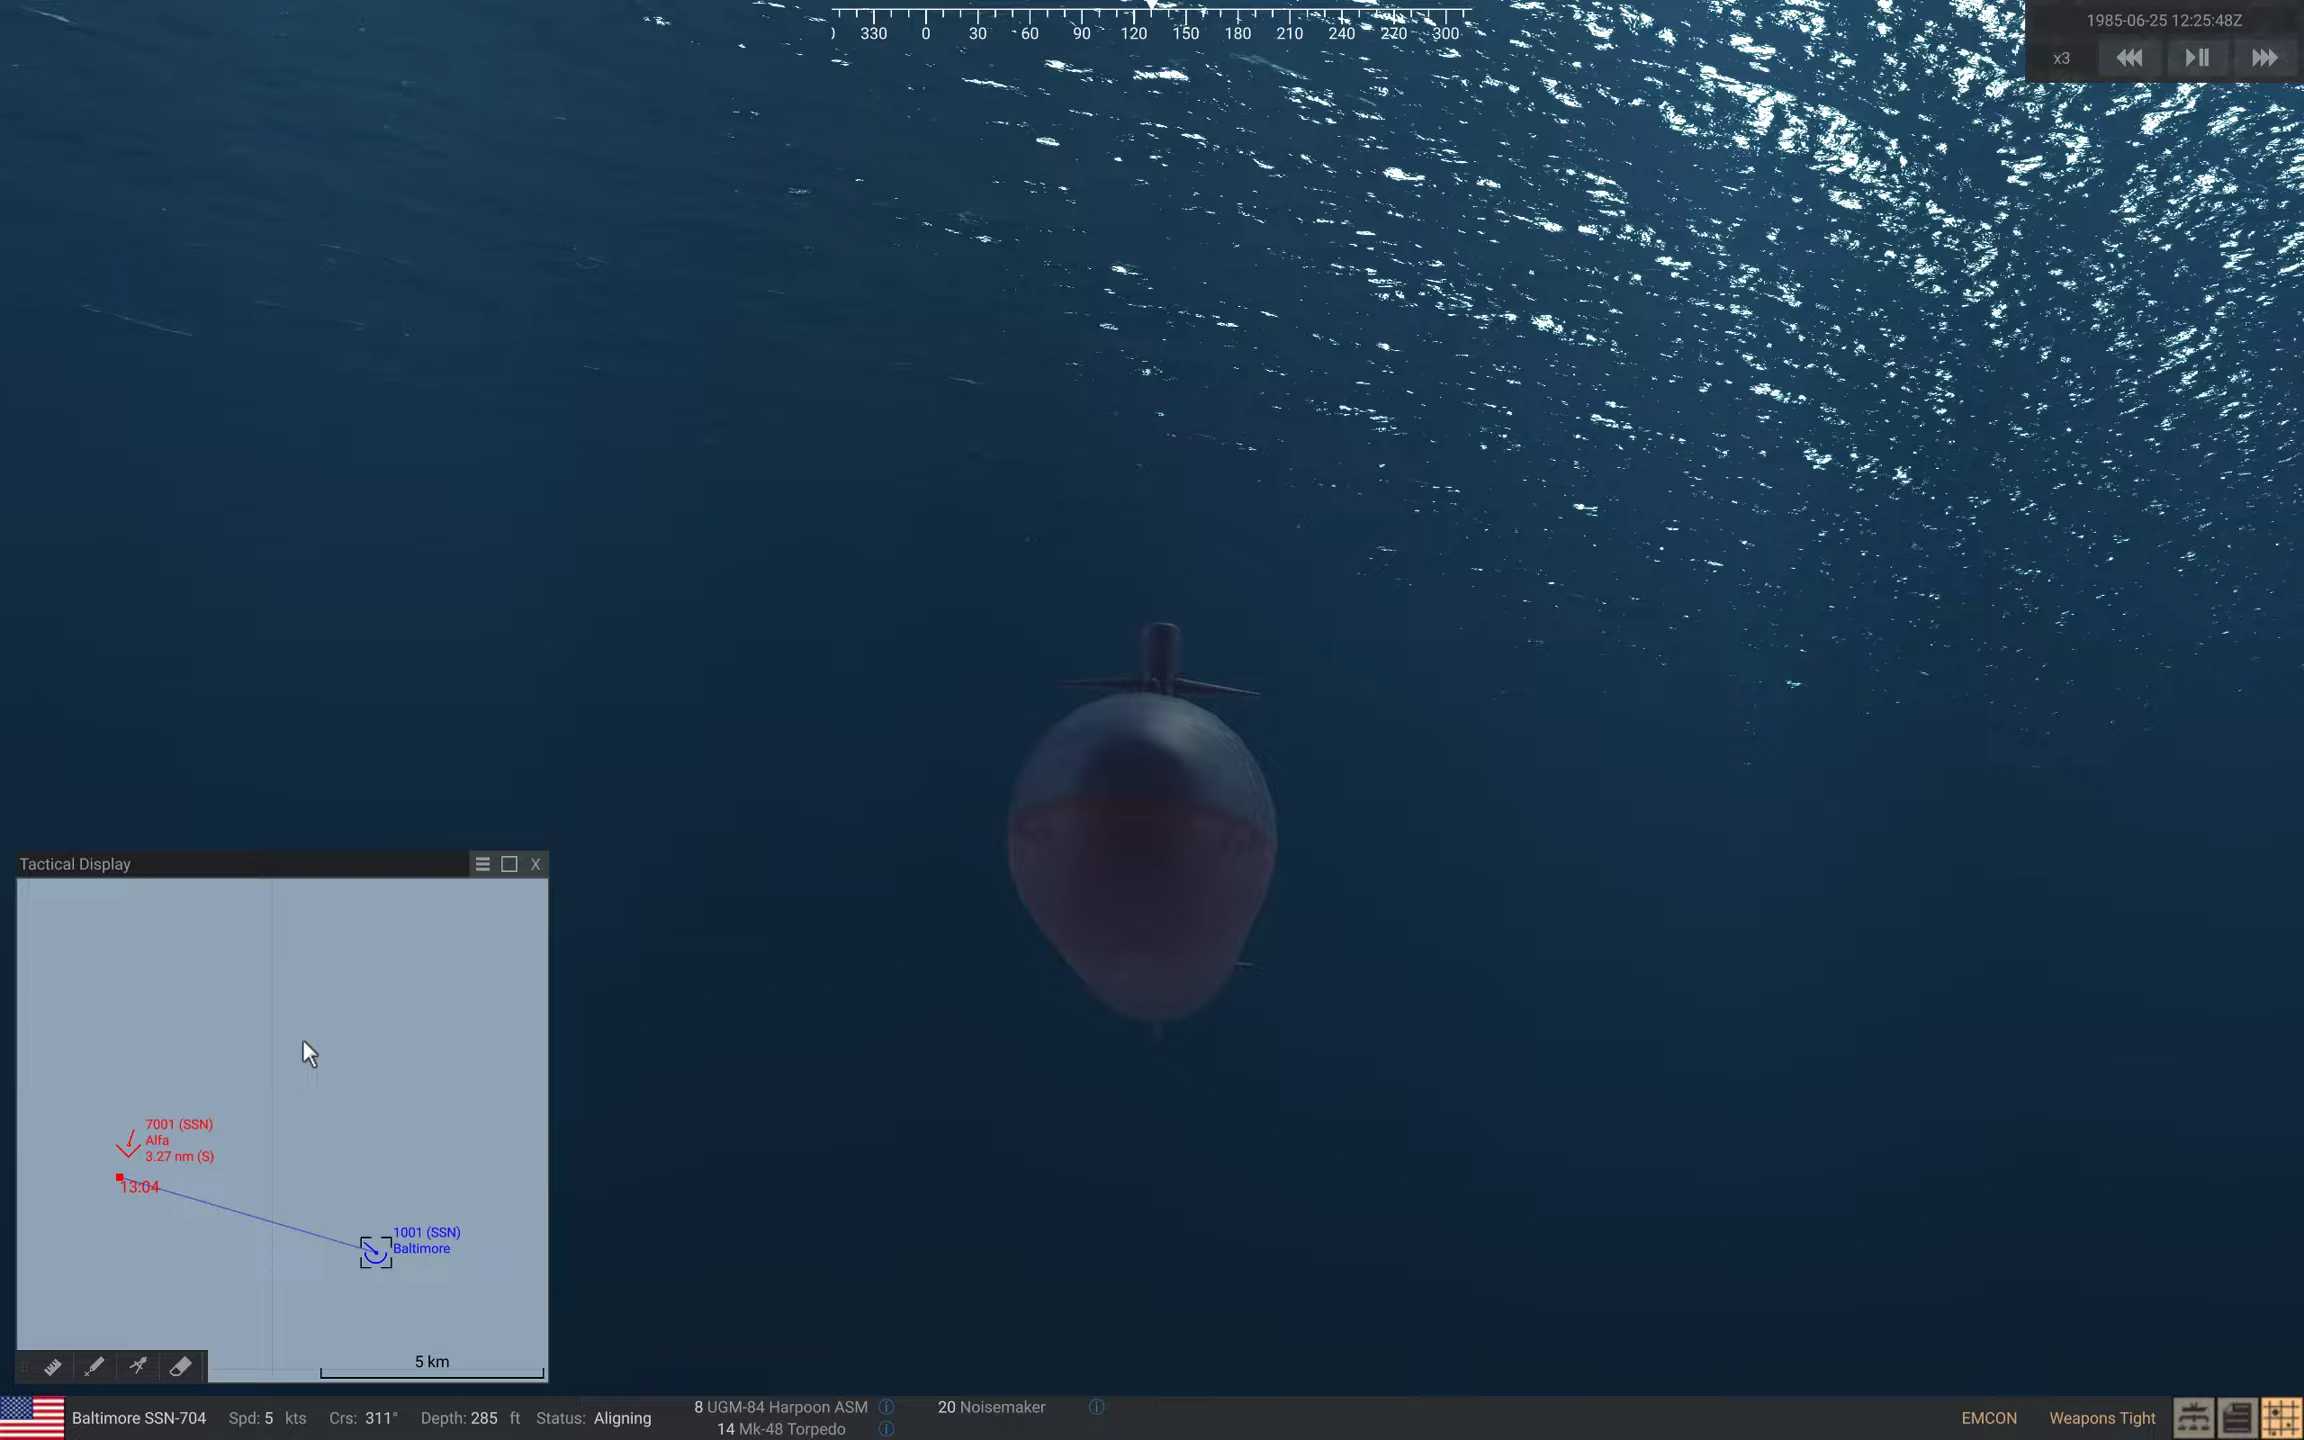 330 0 30 60 90 120 150 180 210 240 270 300
1985-06-25 12:25:48Z
x3
Tactical Display
X
7001 (SSN)
Alfa
3.27 nm (S)
13:04
1001 (SSN)
Baltimore
5 km
Baltimore SSN-704 Spd: 5 kts Crs: 311° Depth: 285 ft Status: Aligning
8 UGM-84 Harpoon ASM
14 Mk-48 Torpedo
20 Noisemaker
EMCON Weapons Tight